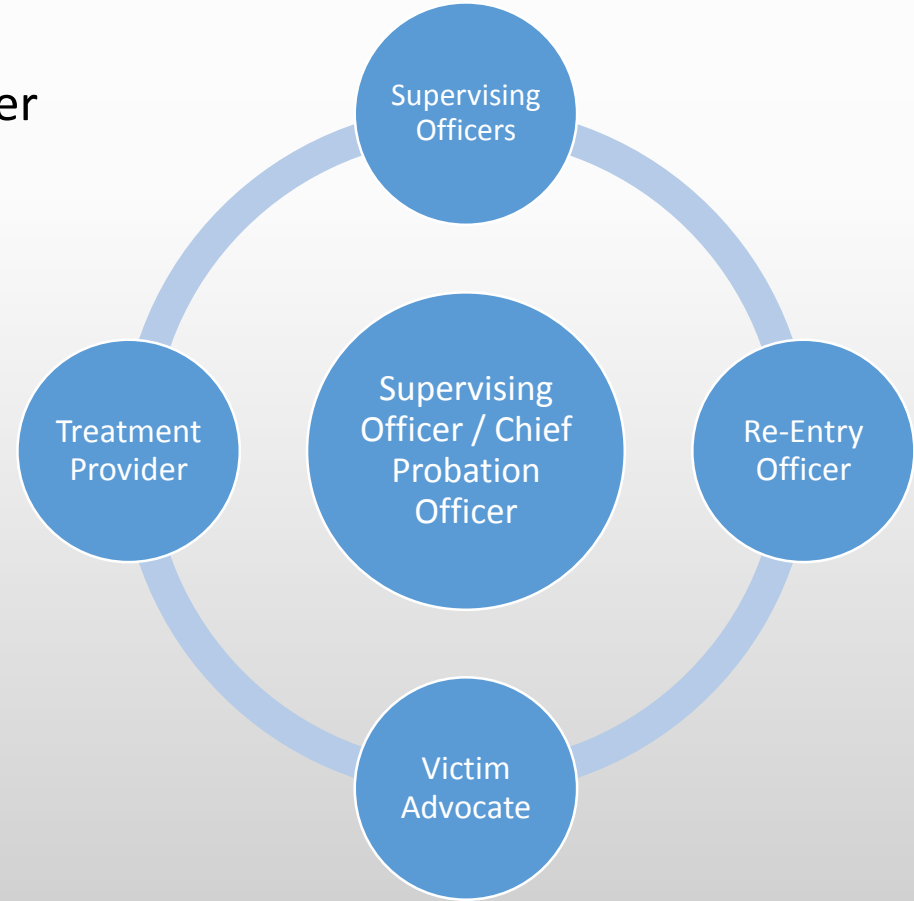 er
Supervising
Officers
Treatment
Provider
Supervising
Officer / Chief
Probation
Officer
Re-Entry
Officer
Victim
Advocate